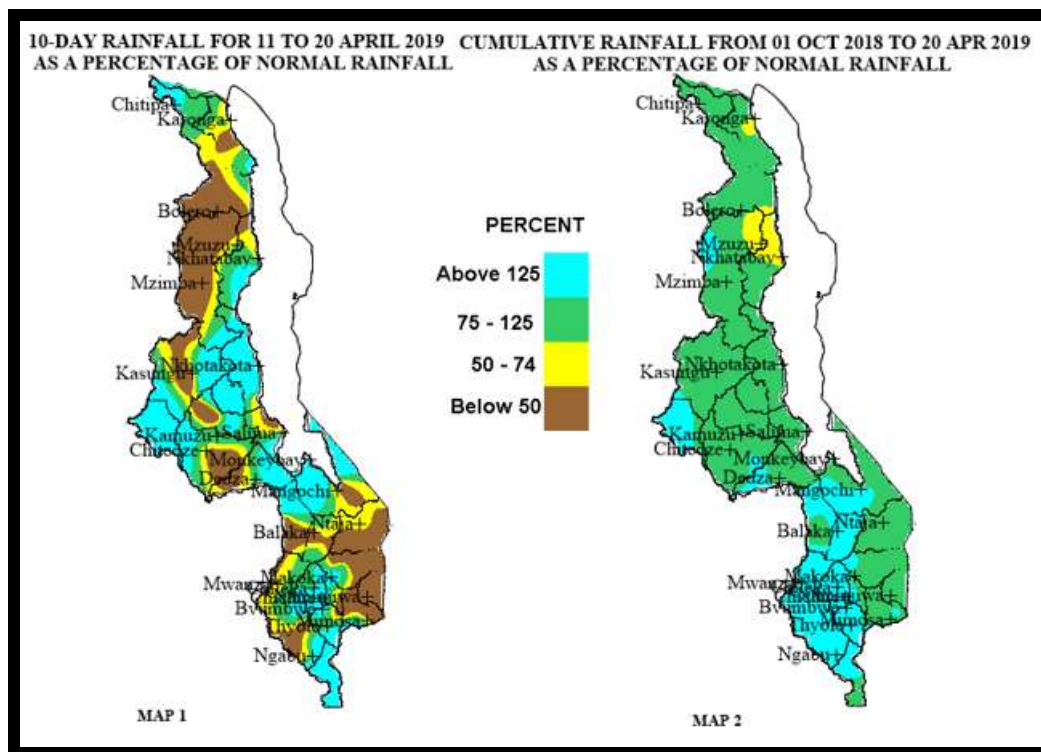 10-DAY RAINFALL FOR 11 TO 20 APRIL 2019
AS A PERCENTAGE OF NORMAL RAINFALL
Chitipa
Karonga
Bolero
Mzuzu
Nkhatabay
Mzimba
Nkhotakota
Kasungu
Kamuzu
Salima
Chitedze
Monkeybay
Dedza
Mangochi
Ntaja
Balaka
Makoka
Mwanza
Bvumbwe
Mimosa
Thyolo
Ngabu
MAP 1
PERCENT
Above 125
75 - 125
50 - 74
Below 50
CUMULATIVE RAINFALL FROM 01 OCT 2018 TO 20 APR 2019
AS A PERCENTAGE OF NORMAL RAINFALL
Chitipa
Karonga
Bolero
Mzuzu
Nkhatabay
Mzimba
Nkhotakota
Kasungu
Kamuzu
Salima
Chitedze
Monkeybay
Dedza
Mangochi
Ntaja
Balaka
Makoka
Mwanza
Bvumbwe
Mimosa
Thyolo
Ngabu
MAP 2